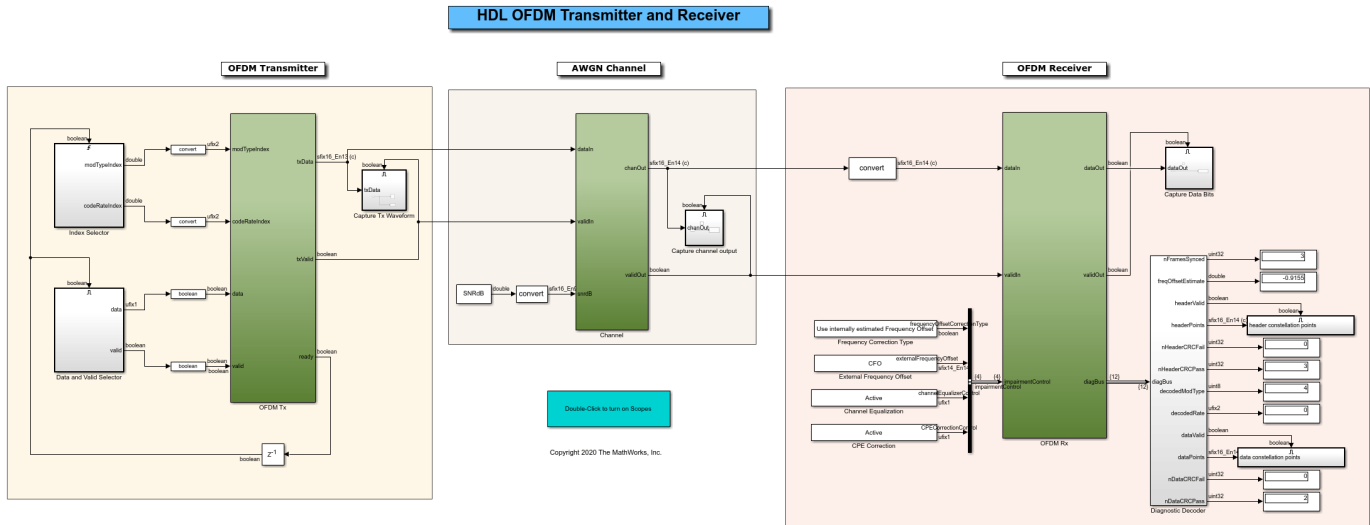 HDL OFDM Transmitter and Receiver
OFDM Transmitter
AWGN Channel
OFDM Receiver
boolean
modTypeIndex
double
codeRateIndex
double
Index Selector
convert
ufix2
convert
ufix2
boolean
data
ufix1
valid
boolean
Data and Valid Selector
boolean
boolean
boolean
boolean
boolean
modTypeIndex
codeRateIndex
data
valid
txData
txValid
ready
OFDM Tx
sfix16_En13 (c)
boolean
txData
Capture Tx Waveform
boolean
boolean
Z-1
boolean
dataIn
validIn
snrdB
chanOut
validOut
Channel
SNRdB
double
convert
sfix16_En
sfix16_En14 (c)
boolean
chanOut
Capture channel output
boolean
Double-Click to turn on Scopes
Copyright 2020 The MathWorks, Inc.
convert
sfix16_En14 (c)
Use internally estimated Frequency Offset
Frequency Correction Type
frequencyOffsetCorrectionType
boolean
CFO
External Frequency Offset
externalFrequencyOffset
sfix14_En14
Active
Channel Equalization
channelEqualizerControl
ufix1
Active
CPE Correction
CPECorrectionControl
ufix1
{4}
{4}
impairmentControl
dataIn
validIn
impairmentControl
dataOut
validOut
diagBus
OFDM Rx
boolean
boolean
boolean
dataOut
Capture Data Bits
{12}
{12}
diagBus
nFramesSynced
uint32
3
freqOffsetEstimate
double
-0.9155
headerValid
boolean
boolean
headerPoints
sfix16_En14 (c)
header constellation points
nHeaderCRCFail
uint32
0
nHeaderCRCPass
uint32
3
decodedModType
uint8
4
decodedRate
ufix2
0
dataValid
boolean
boolean
dataPoints
sfix16_En14
data constellation points
nDataCRCFail
uint32
0
nDataCRCPass
uint32
2
Diagnostic Decoder